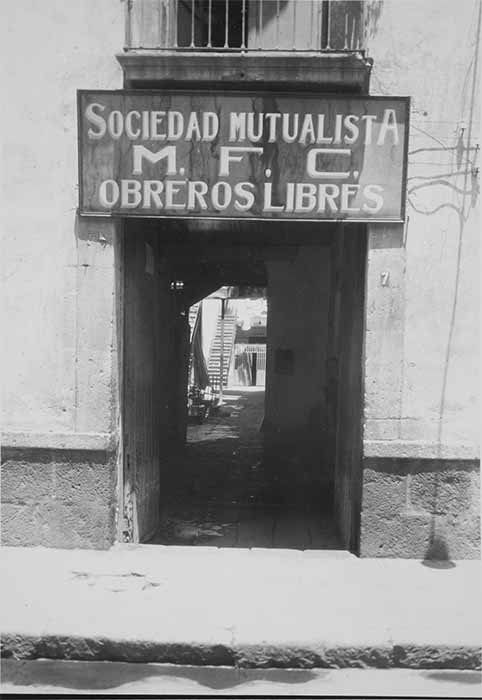 SOCIEDAD MUTUALISTA
M. F. C.
OBREROS LIBRES
7